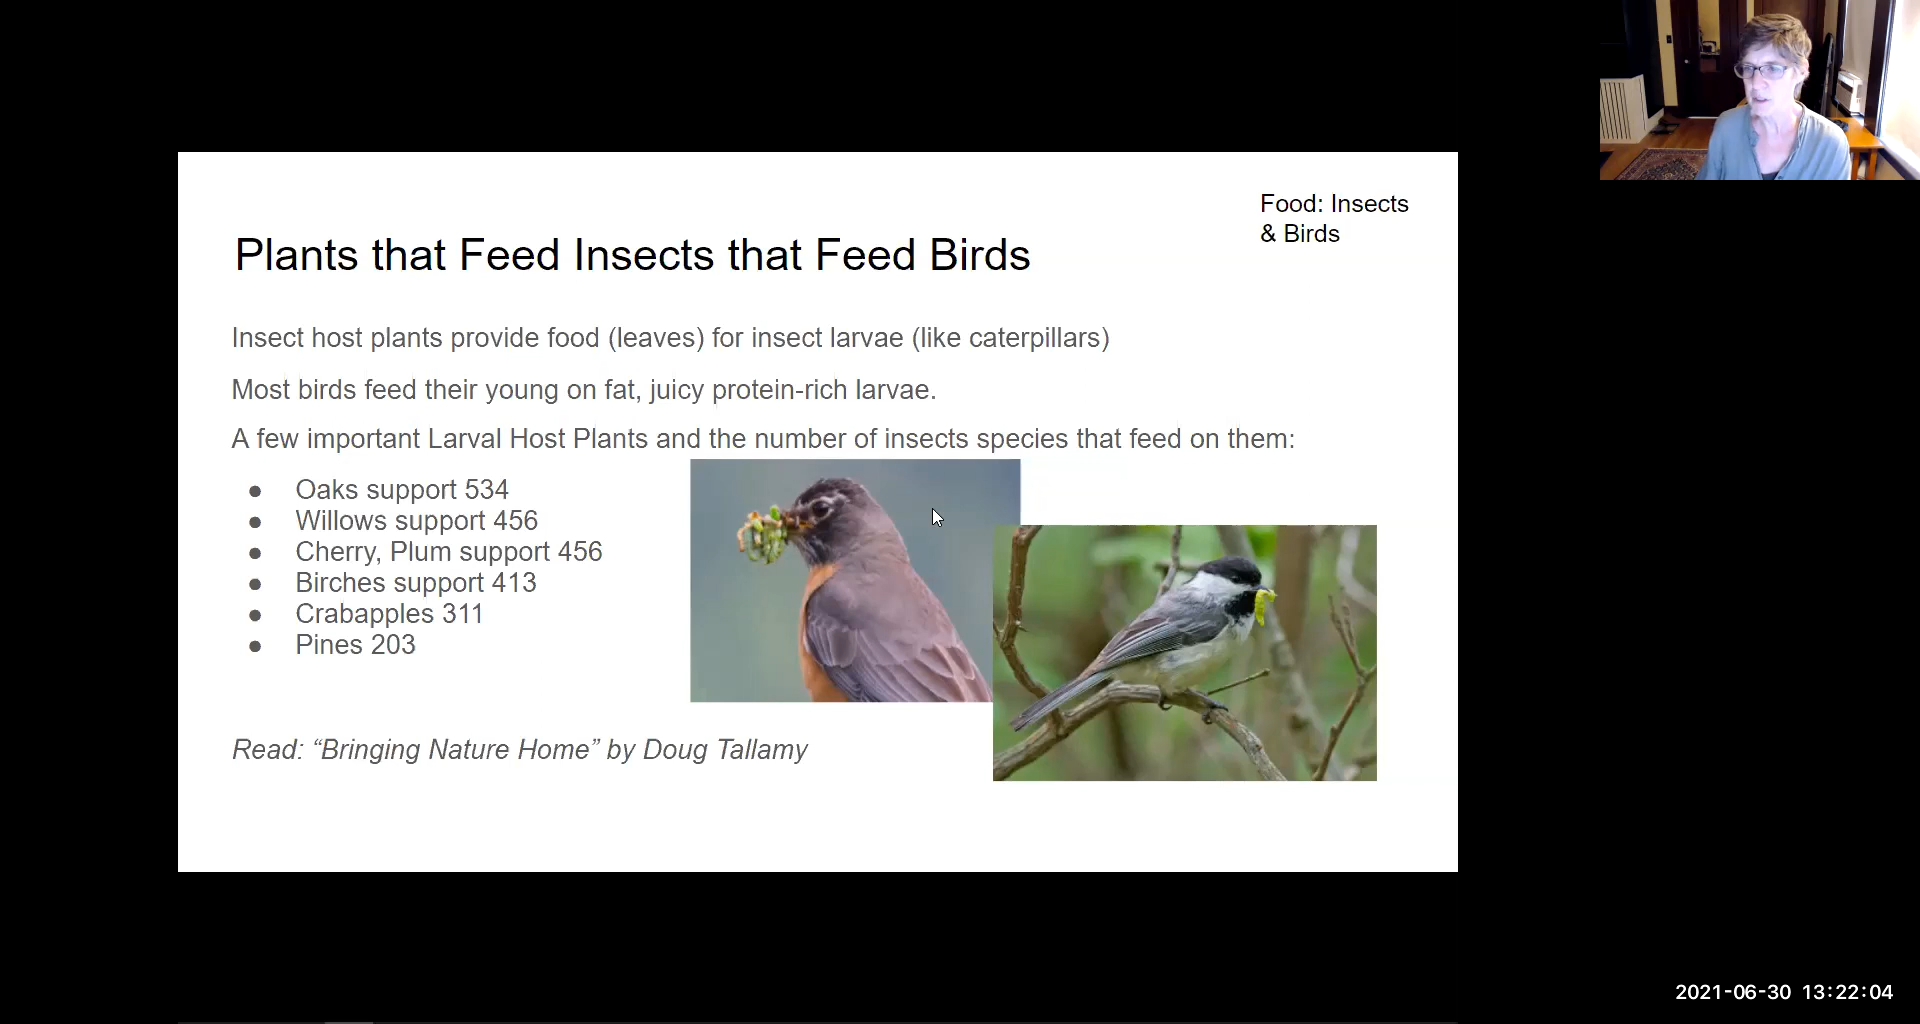 Food: Insects
& Birds
Plants that Feed Insects that Feed Birds
Insect host plants provide food (leaves) for insect larvae (like caterpillars)
Most birds feed their young on fat, juicy protein-rich larvae.
A few important Larval Host Plants and the number of insects species that feed on them:
● Oaks support 534
● Willows support 456
● Cherry, Plum support 456
● Birches support 413
● Crabapples 311
● Pines 203
Read: “Bringing Nature Home” by Doug Tallamy
2021-06-30 13:22:04